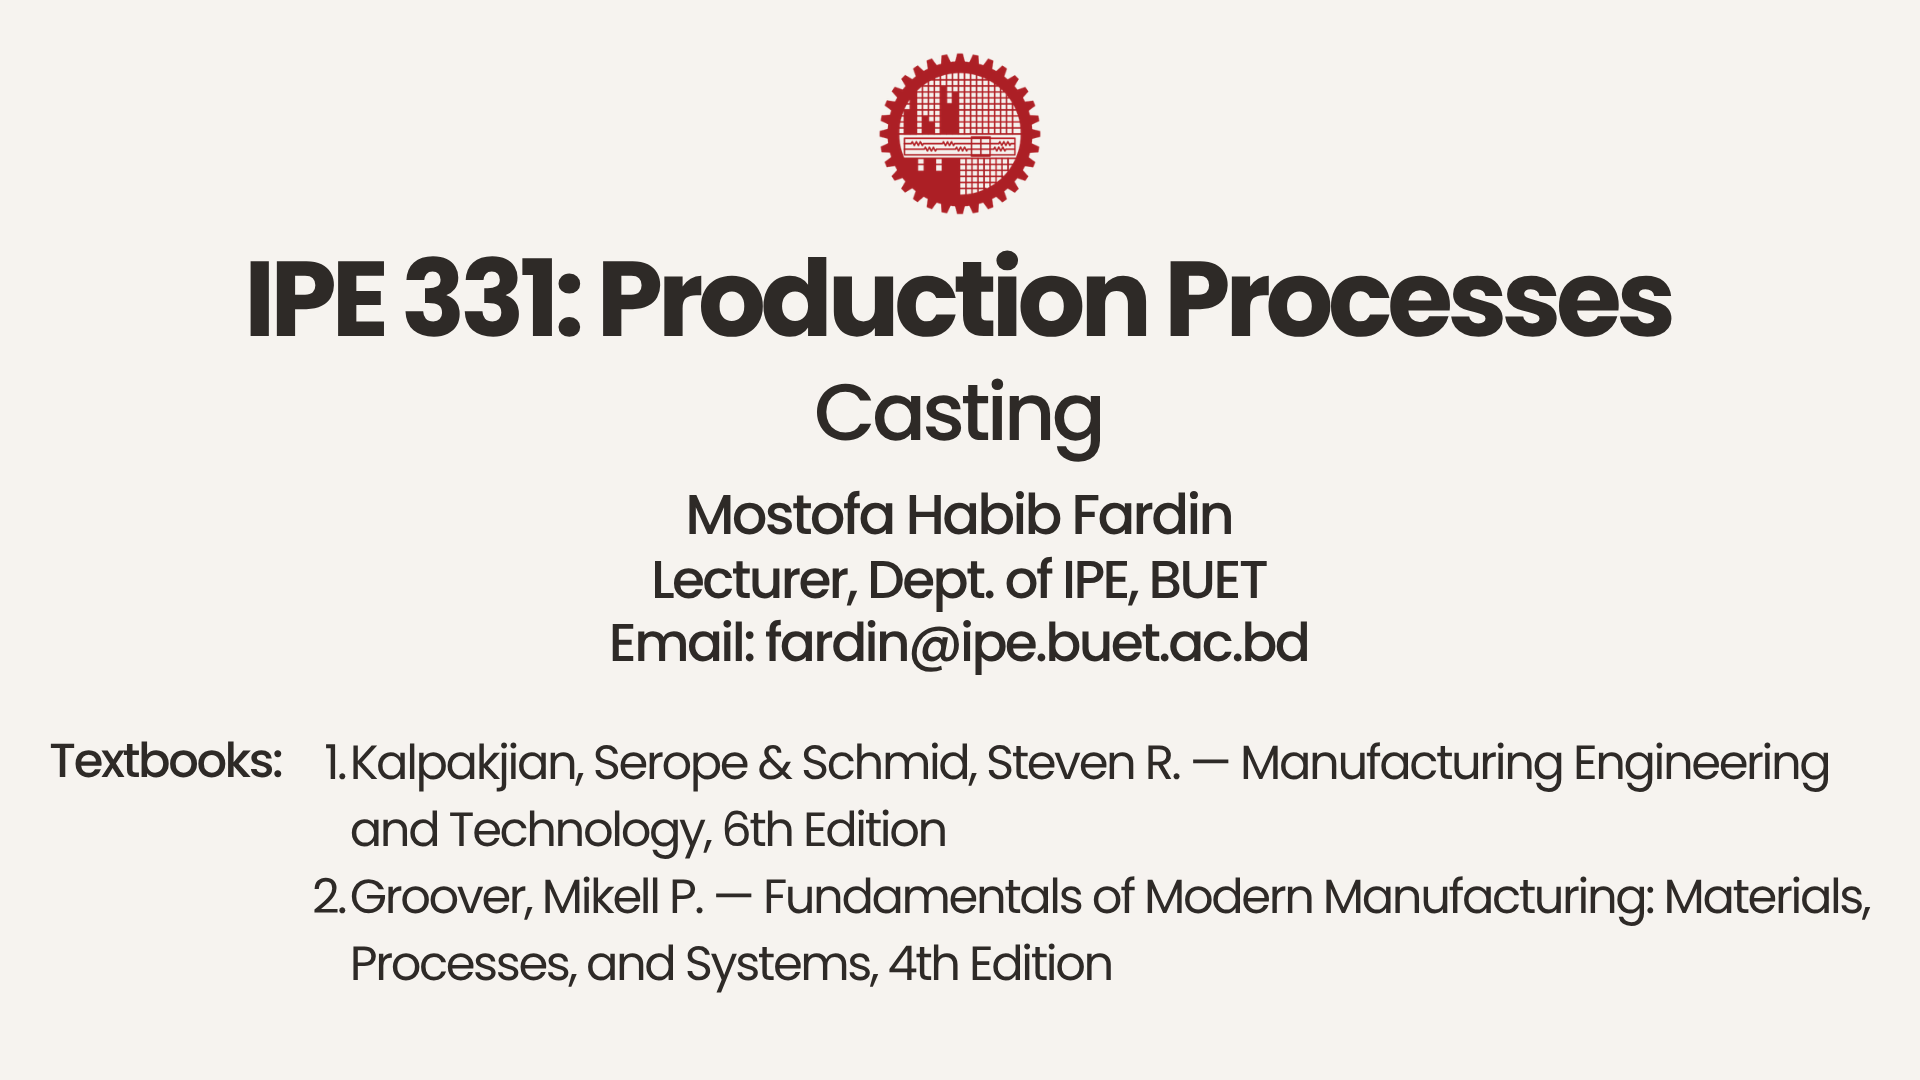 IPE 331: Production Processes
Casting
Mostofa Habib Fardin
Lecturer, Dept. of IPE, BUET
Email: fardin@ipe.buet.ac.bd
Textbooks: 1. Kalpakjian, Serope & Schmid, Steven R. — Manufacturing Engineering
and Technology, 6th Edition
2. Groover, Mikell P. — Fundamentals of Modern Manufacturing: Materials,
Processes, and Systems, 4th Edition